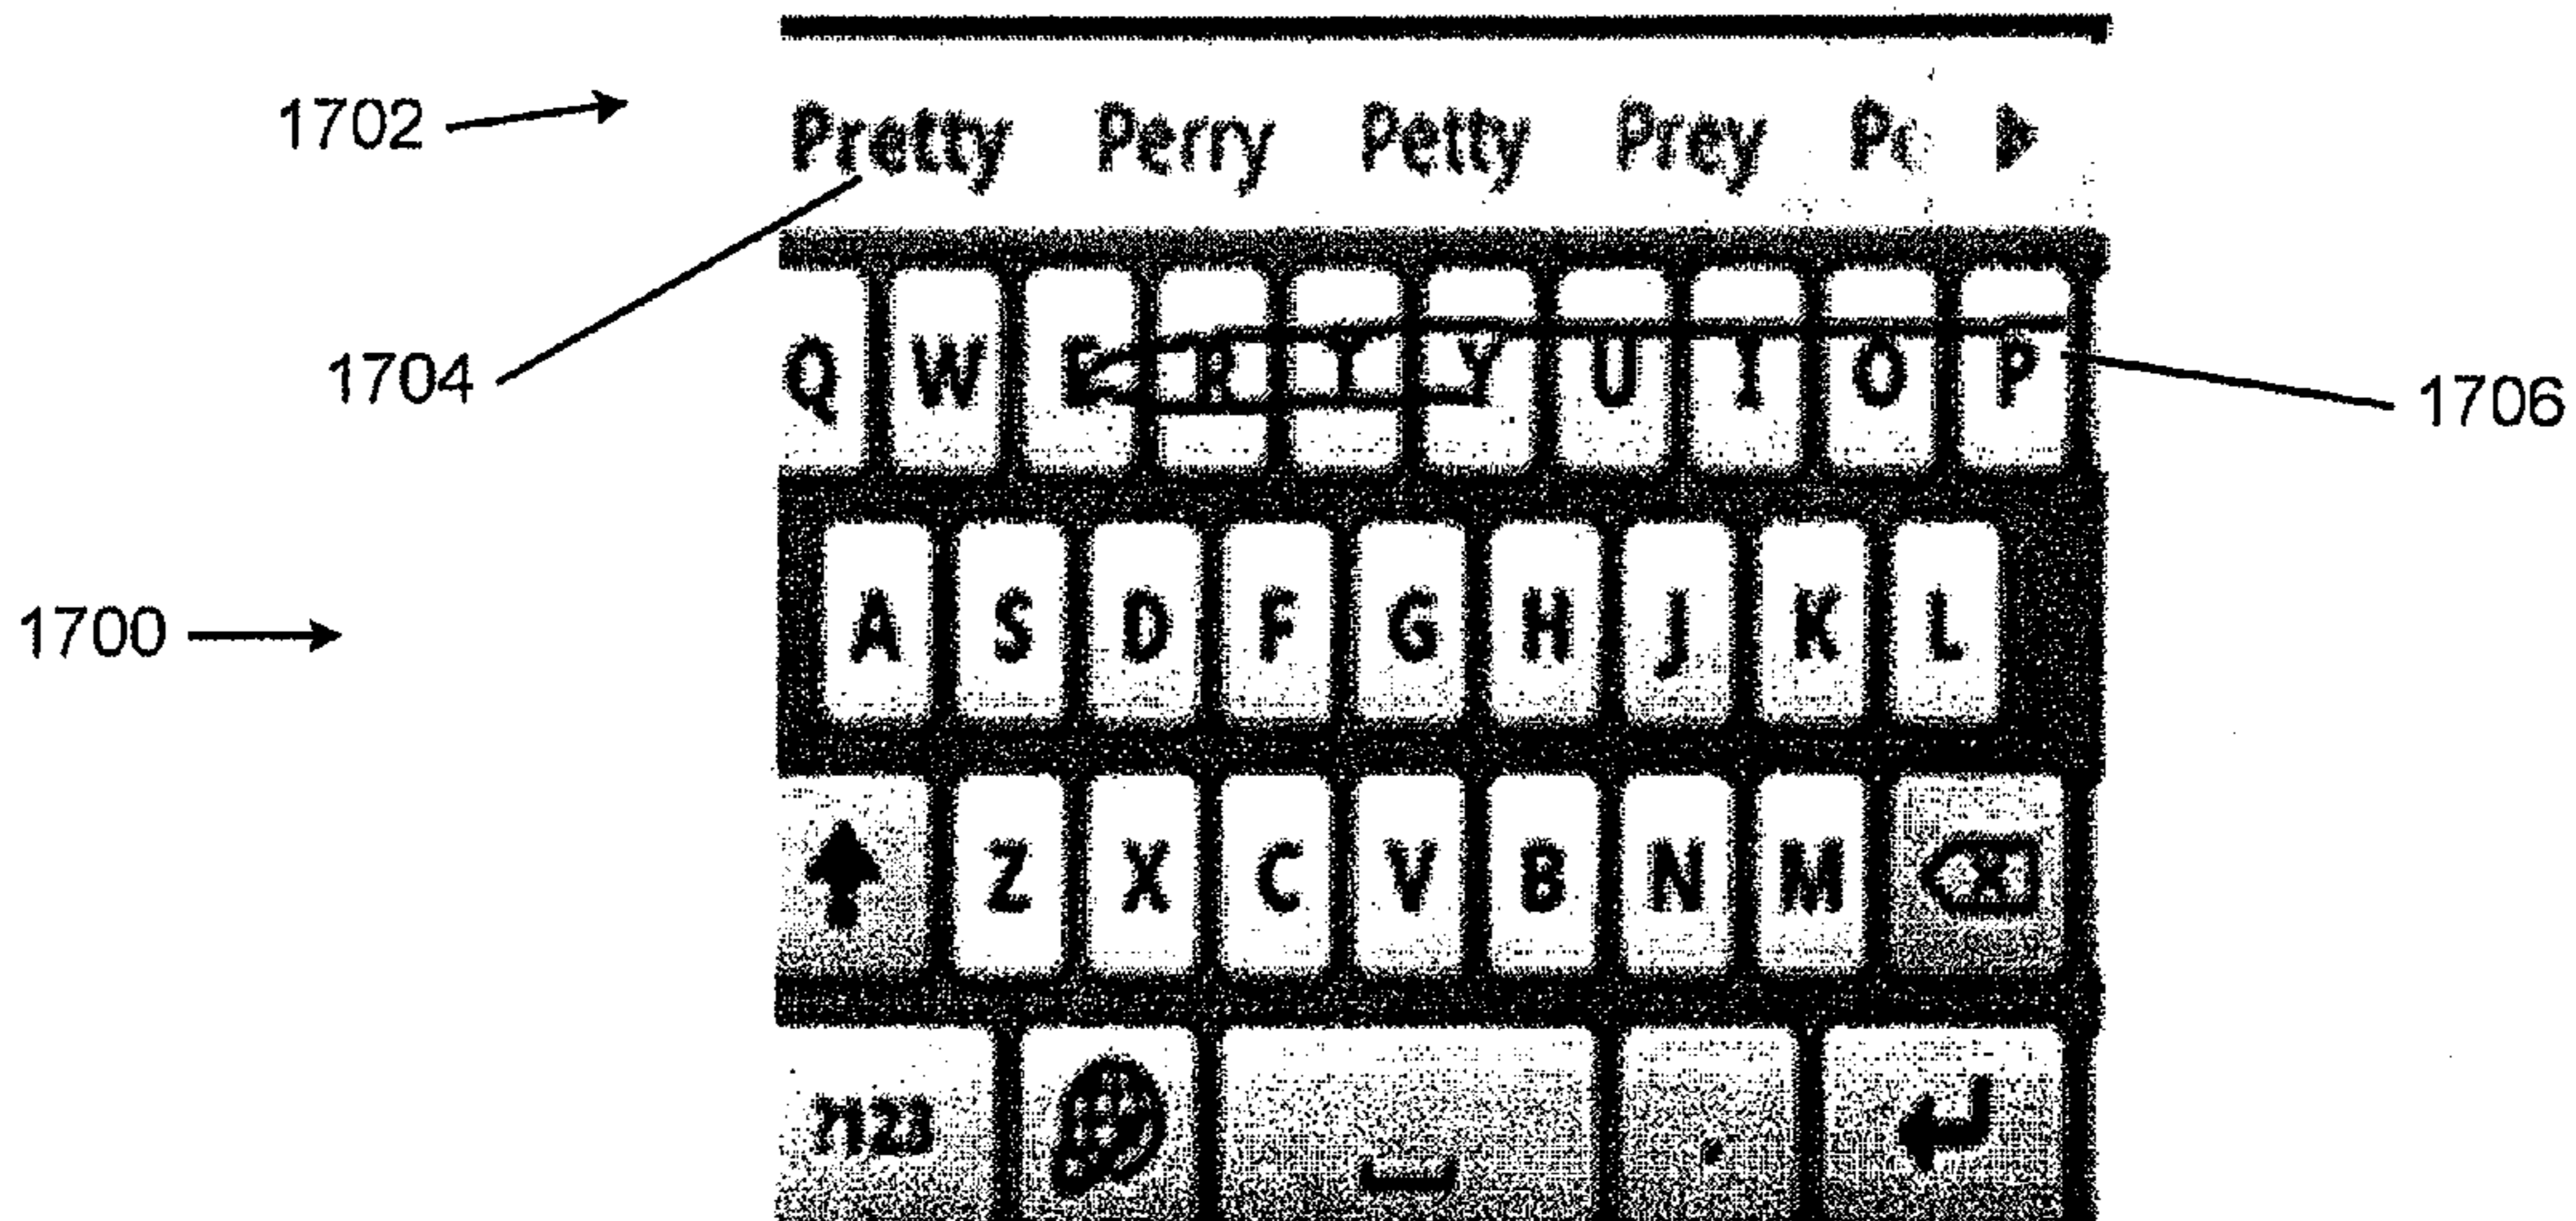 1702
Pretty Perry Petty Prey
1704
1706
Q W E R T Y U I O P
1700
A S D F G H J K L
Z X C V B N M
?123 .